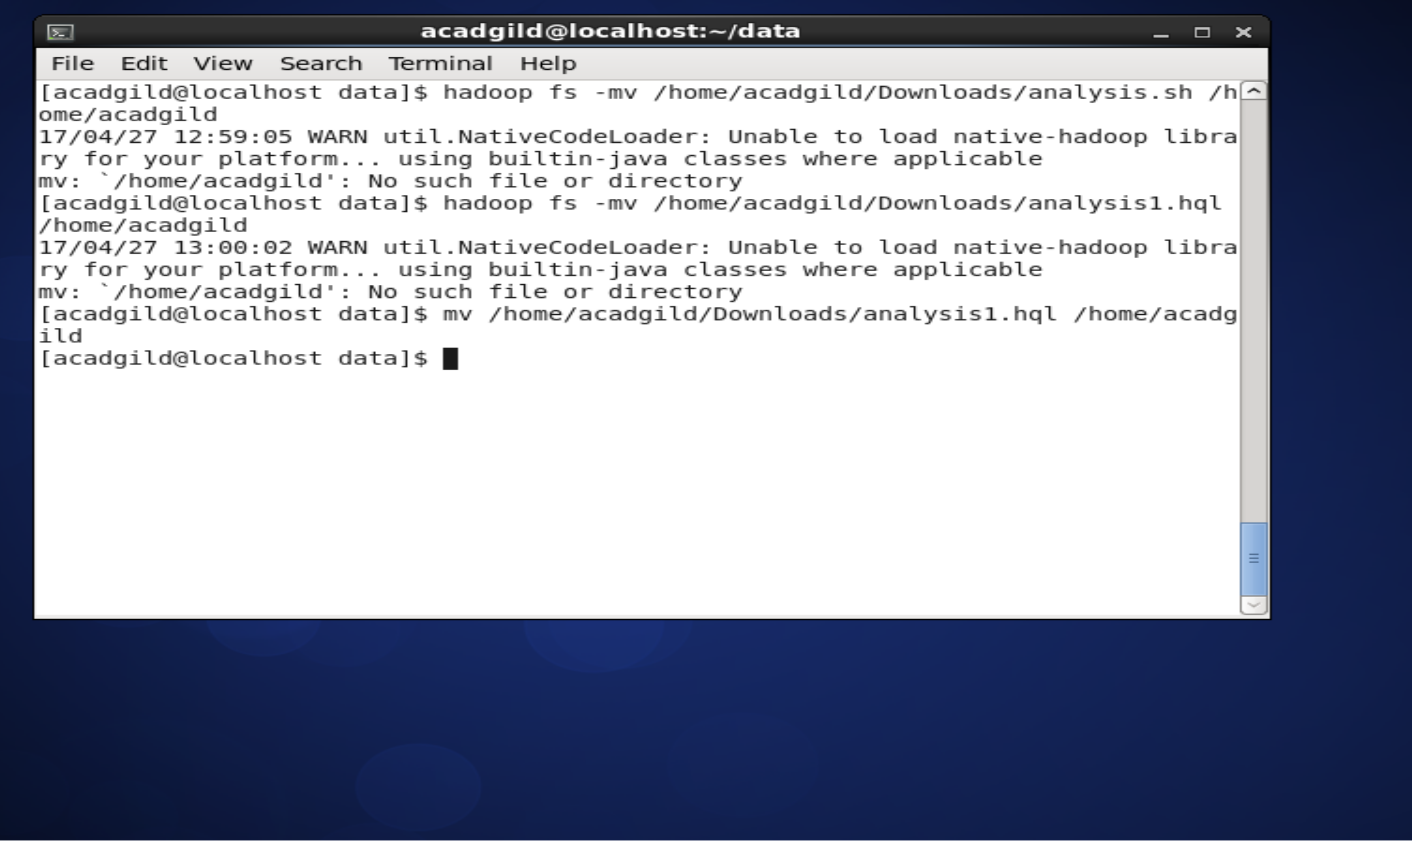 acadgild@localhost:~/data
File Edit View Search Terminal Help
[acadgild@localhost data]$ hadoop fs -mv /home/acadgild/Downloads/analysis.sh /h
ome/acadgild
17/04/27 12:59:05 WARN util.NativeCodeLoader: Unable to load native-hadoop libra
ry for your platform... using builtin-java classes where applicable
mv: `/home/acadgild': No such file or directory
[acadgild@localhost data]$ hadoop fs -mv /home/acadgild/Downloads/analysis1.hql
/home/acadgild
17/04/27 13:00:02 WARN util.NativeCodeLoader: Unable to load native-hadoop libra
ry for your platform... using builtin-java classes where applicable
mv: `/home/acadgild': No such file or directory
[acadgild@localhost data]$ mv /home/acadgild/Downloads/analysis1.hql /home/acadg
ild
[acadgild@localhost data]$